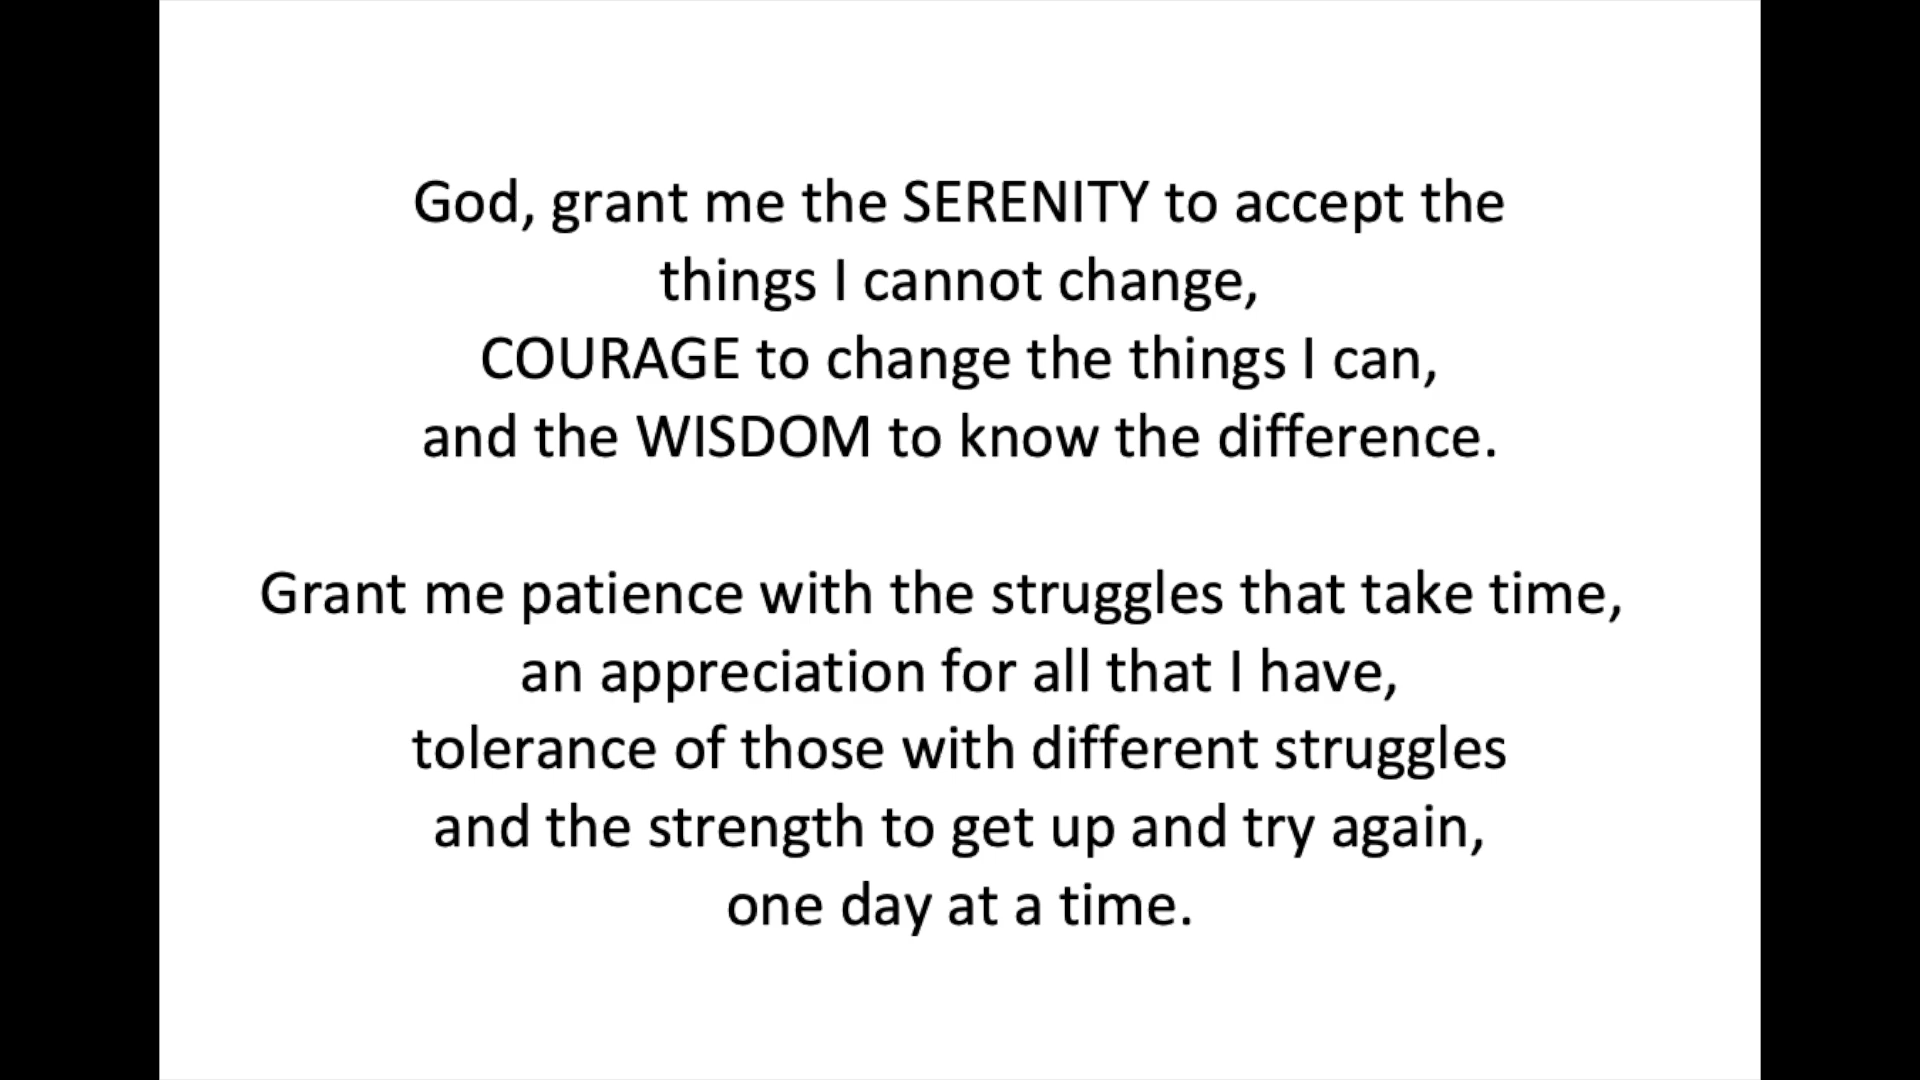 God, grant me the SERENITY to accept the
things I cannot change,
COURAGE to change the things I can,
and the WISDOM to know the difference.
Grant me patience with the struggles that take time,
an appreciation for all that I have,
tolerance of those with different struggles
and the strength to get up and try again,
one day at a time.